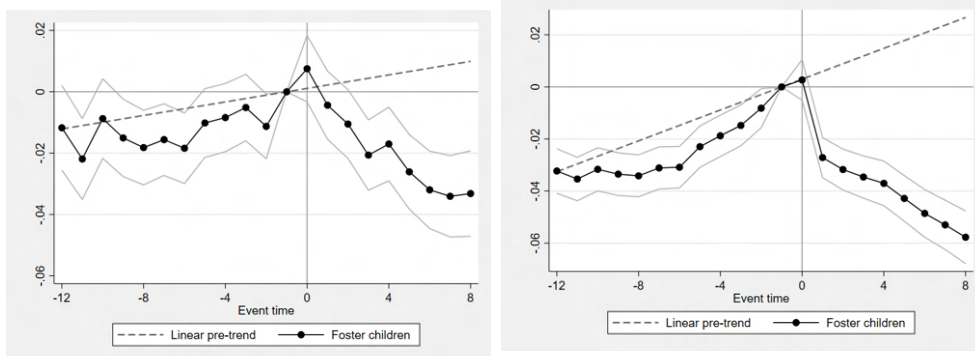 .02
0
-.02
-.04
-.06
-12 -8 -4 0 4 8
Event time
Linear pre-trend Foster children
.02
0
-.02
-.04
-.06
-12 -8 -4 0 4 8
Event time
Linear pre-trend Foster children